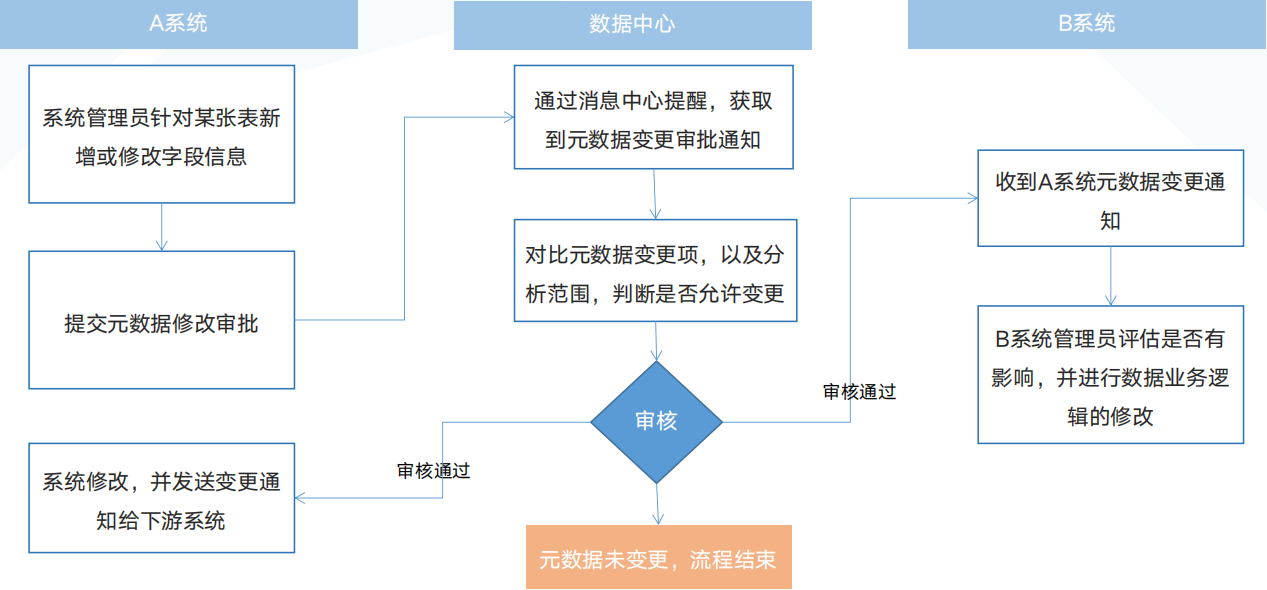 A系统
数据中心
B系统
系统管理员针对某张表新
增或修改字段信息
提交元数据修改审批
系统修改，并发送变更通
知给下游系统
通过消息中心提醒，获取
到元数据变更审批通知
对比元数据变更项，以及分
析范围，判断是否允许变更
审核
审核通过
审核通过
元数据未变更，流程结束
收到A系统元数据变更通
知
B系统管理员评估是否有
影响，并进行数据业务逻
辑的修改